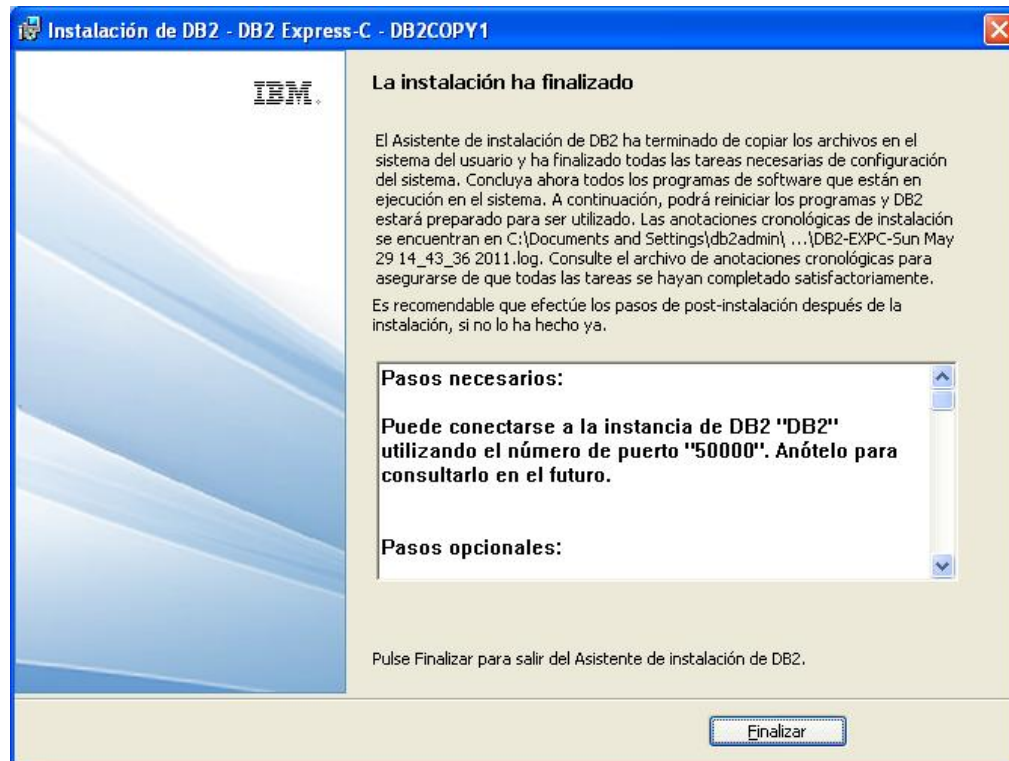 Instalación de DB2 - DB2 Express-C - DB2COPY1
IBM.
La instalación ha finalizado
El Asistente de instalación de DB2 ha terminado de copiar los archivos en el
sistema del usuario y ha finalizado todas las tareas necesarias de configuración
del sistema. Concluya ahora todos los programas de software que están en
ejecución en el sistema. A continuación, podrá reiniciar los programas y DB2
estará preparado para ser utilizado. Las anotaciones cronológicas de instalación
se encuentran en C:\Documents and Settings\db2admin\ ...\DB2-EXPC-Sun May
29 14_43_36 2011.log. Consulte el archivo de anotaciones cronológicas para
asegurarse de que todas las tareas se hayan completado satisfactoriamente.
Es recomendable que efectúe los pasos de post-instalación después de la
instalación, si no lo ha hecho ya.
Pasos necesarios:
Puede conectarse a la instancia de DB2 "DB2"
utilizando el número de puerto "50000". Anótelo para
consultarlo en el futuro.
Pasos opcionales:
Pulse Finalizar para salir del Asistente de instalación de DB2.
Finalizar